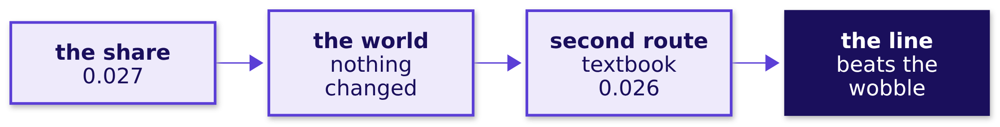 the share
0.027
the world
nothing
changed
second route
textbook
0.026
the line
beats the
wobble